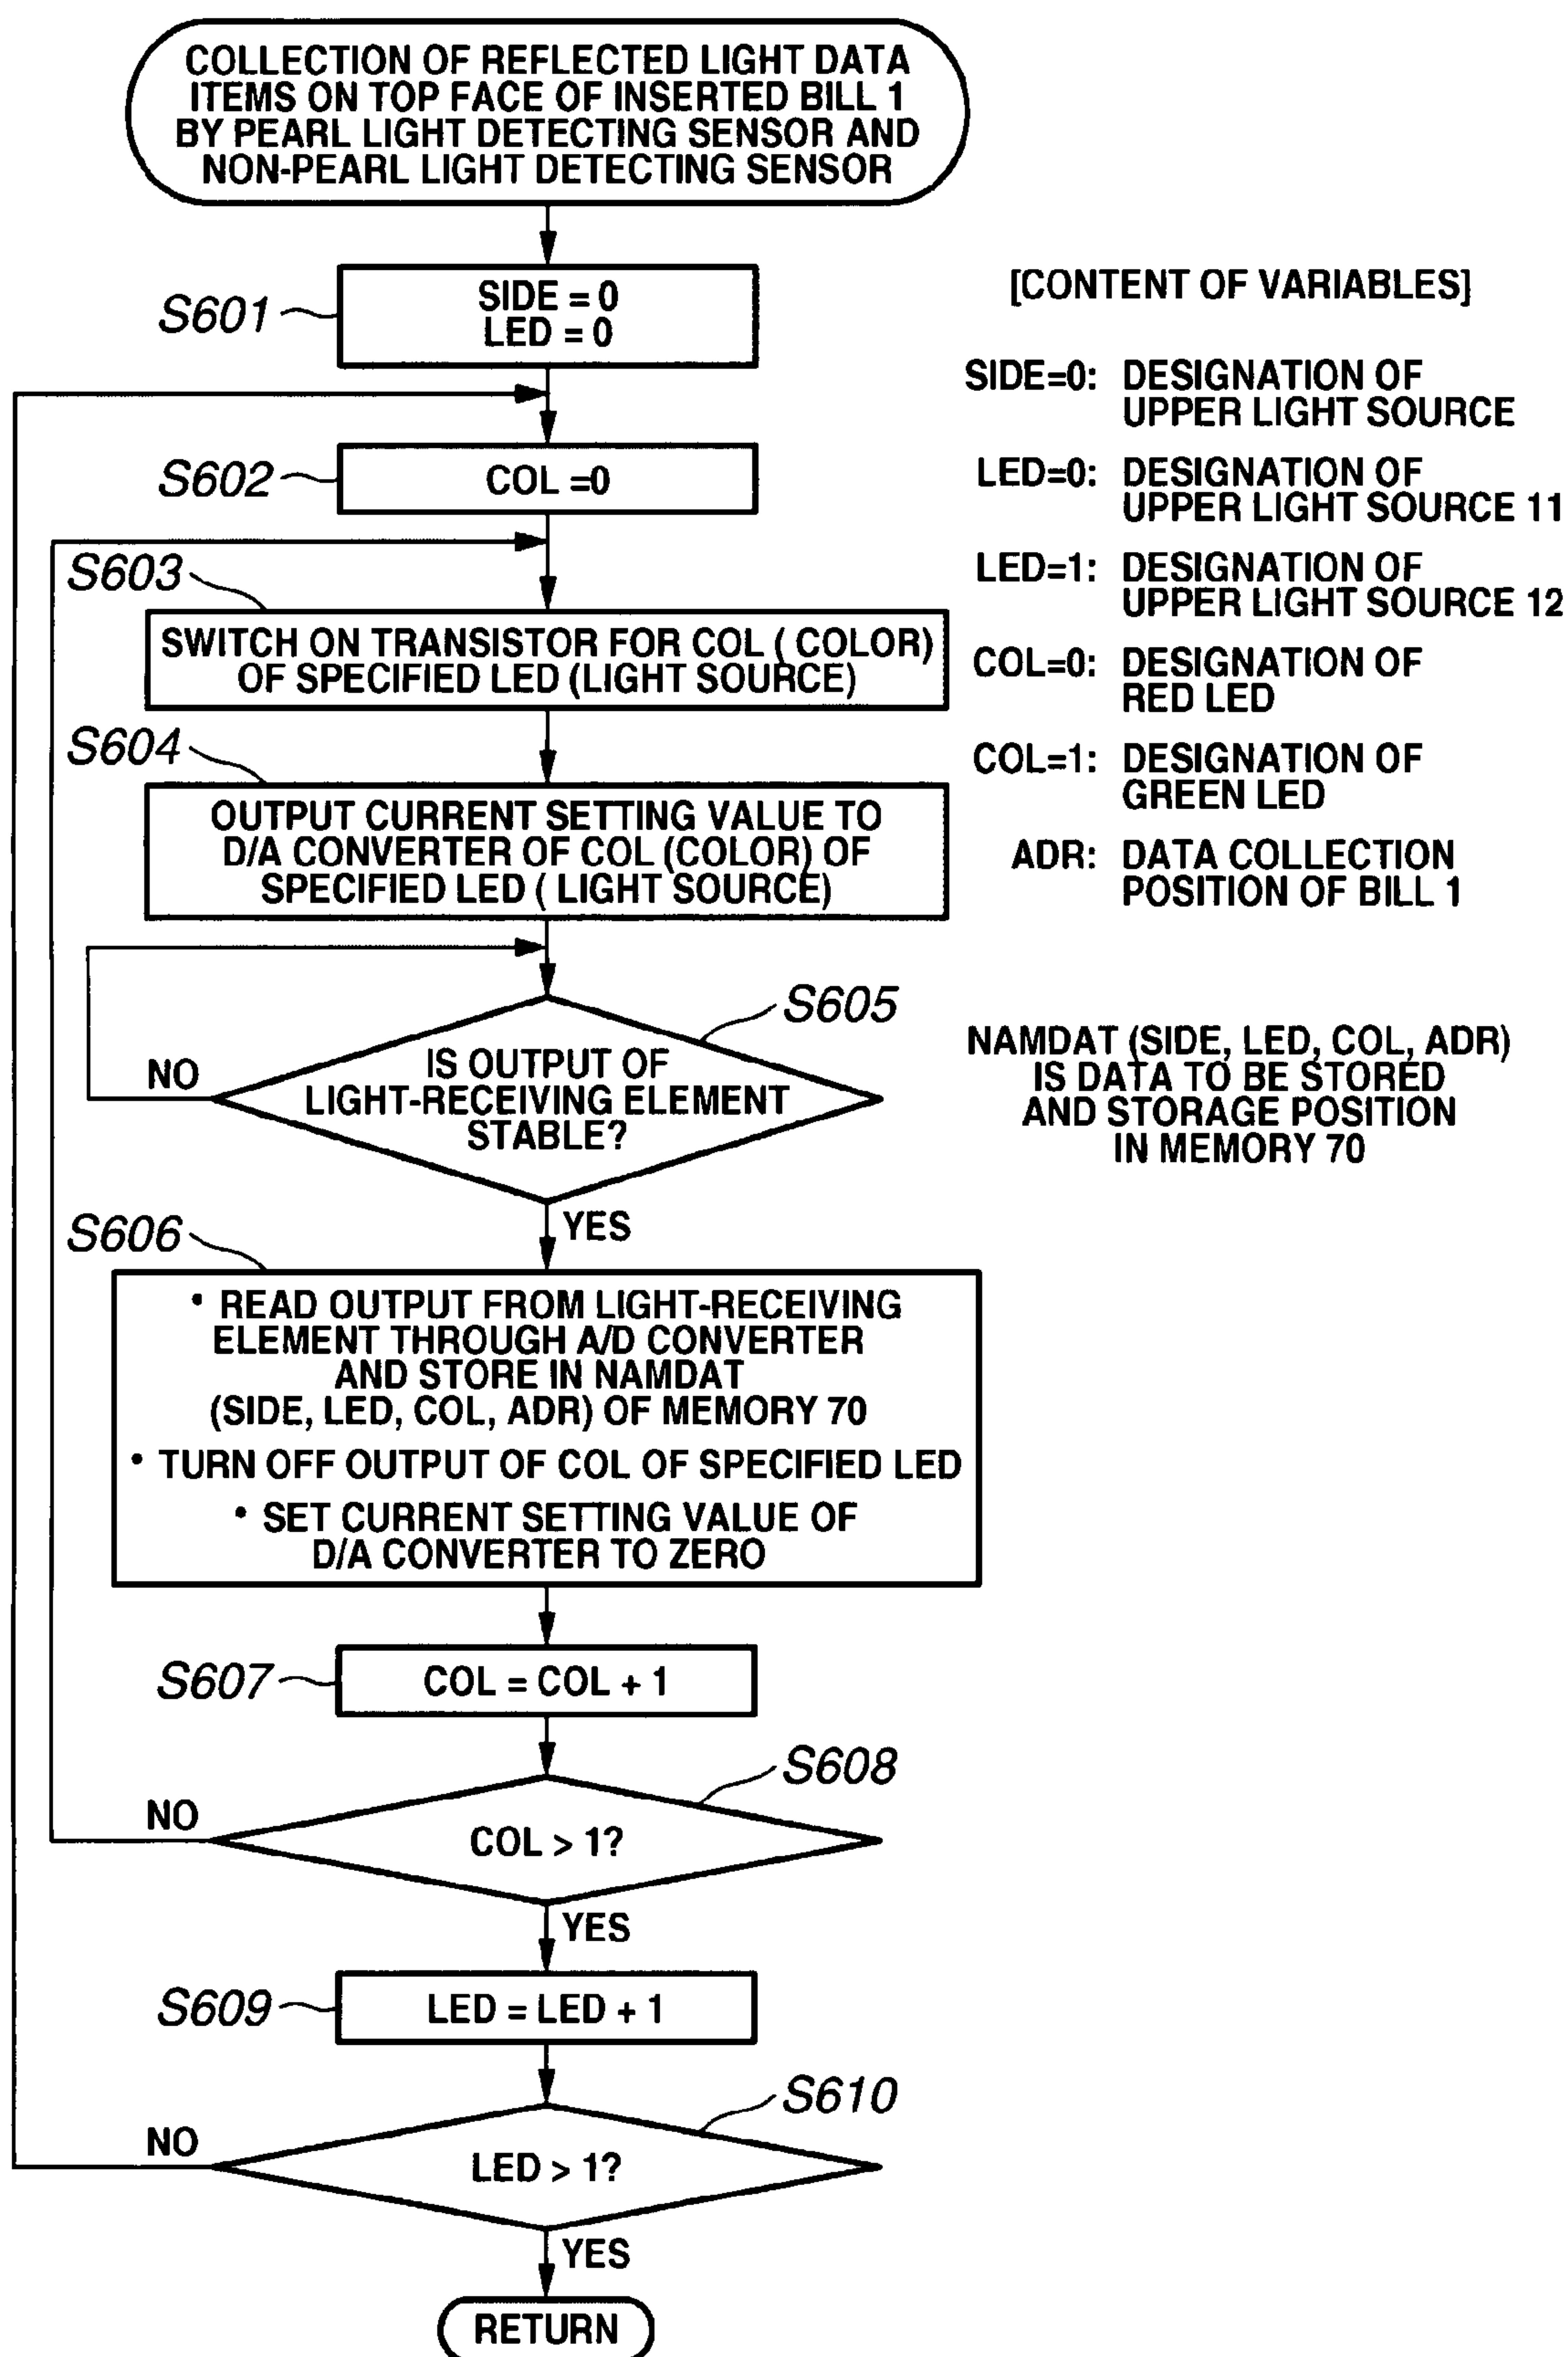 COLLECTION OF REFLECTED LIGHT DATA
ITEMS ON TOP FACE OF INSERTED BILL 1
BY PEARL LIGHT DETECTING SENSOR AND
NON-PEARL LIGHT DETECTING SENSOR
S601
SIDE = 0
LED = 0
S602
COL =0
S603
SWITCH ON TRANSISTOR FOR COL ( COLOR)
OF SPECIFIED LED (LIGHT SOURCE)
S604
OUTPUT CURRENT SETTING VALUE TO
D/A CONVERTER OF COL (COLOR) OF
SPECIFIED LED ( LIGHT SOURCE)
S605
IS OUTPUT OF
LIGHT-RECEIVING ELEMENT
STABLE?
NO
YES
S606
• READ OUTPUT FROM LIGHT-RECEIVING
ELEMENT THROUGH A/D CONVERTER
AND STORE IN NAMDAT
(SIDE, LED, COL, ADR) OF MEMORY 70
• TURN OFF OUTPUT OF COL OF SPECIFIED LED
• SET CURRENT SETTING VALUE OF
D/A CONVERTER TO ZERO
S607
COL = COL + 1
S608
COL > 1?
NO
YES
S609
LED = LED + 1
S610
LED > 1?
NO
YES
RETURN
[CONTENT OF VARIABLES]
SIDE=0: DESIGNATION OF
UPPER LIGHT SOURCE
LED=0: DESIGNATION OF
UPPER LIGHT SOURCE 11
LED=1: DESIGNATION OF
UPPER LIGHT SOURCE 12
COL=0: DESIGNATION OF
RED LED
COL=1: DESIGNATION OF
GREEN LED
ADR: DATA COLLECTION
POSITION OF BILL 1
NAMDAT (SIDE, LED, COL, ADR)
IS DATA TO BE STORED
AND STORAGE POSITION
IN MEMORY 70